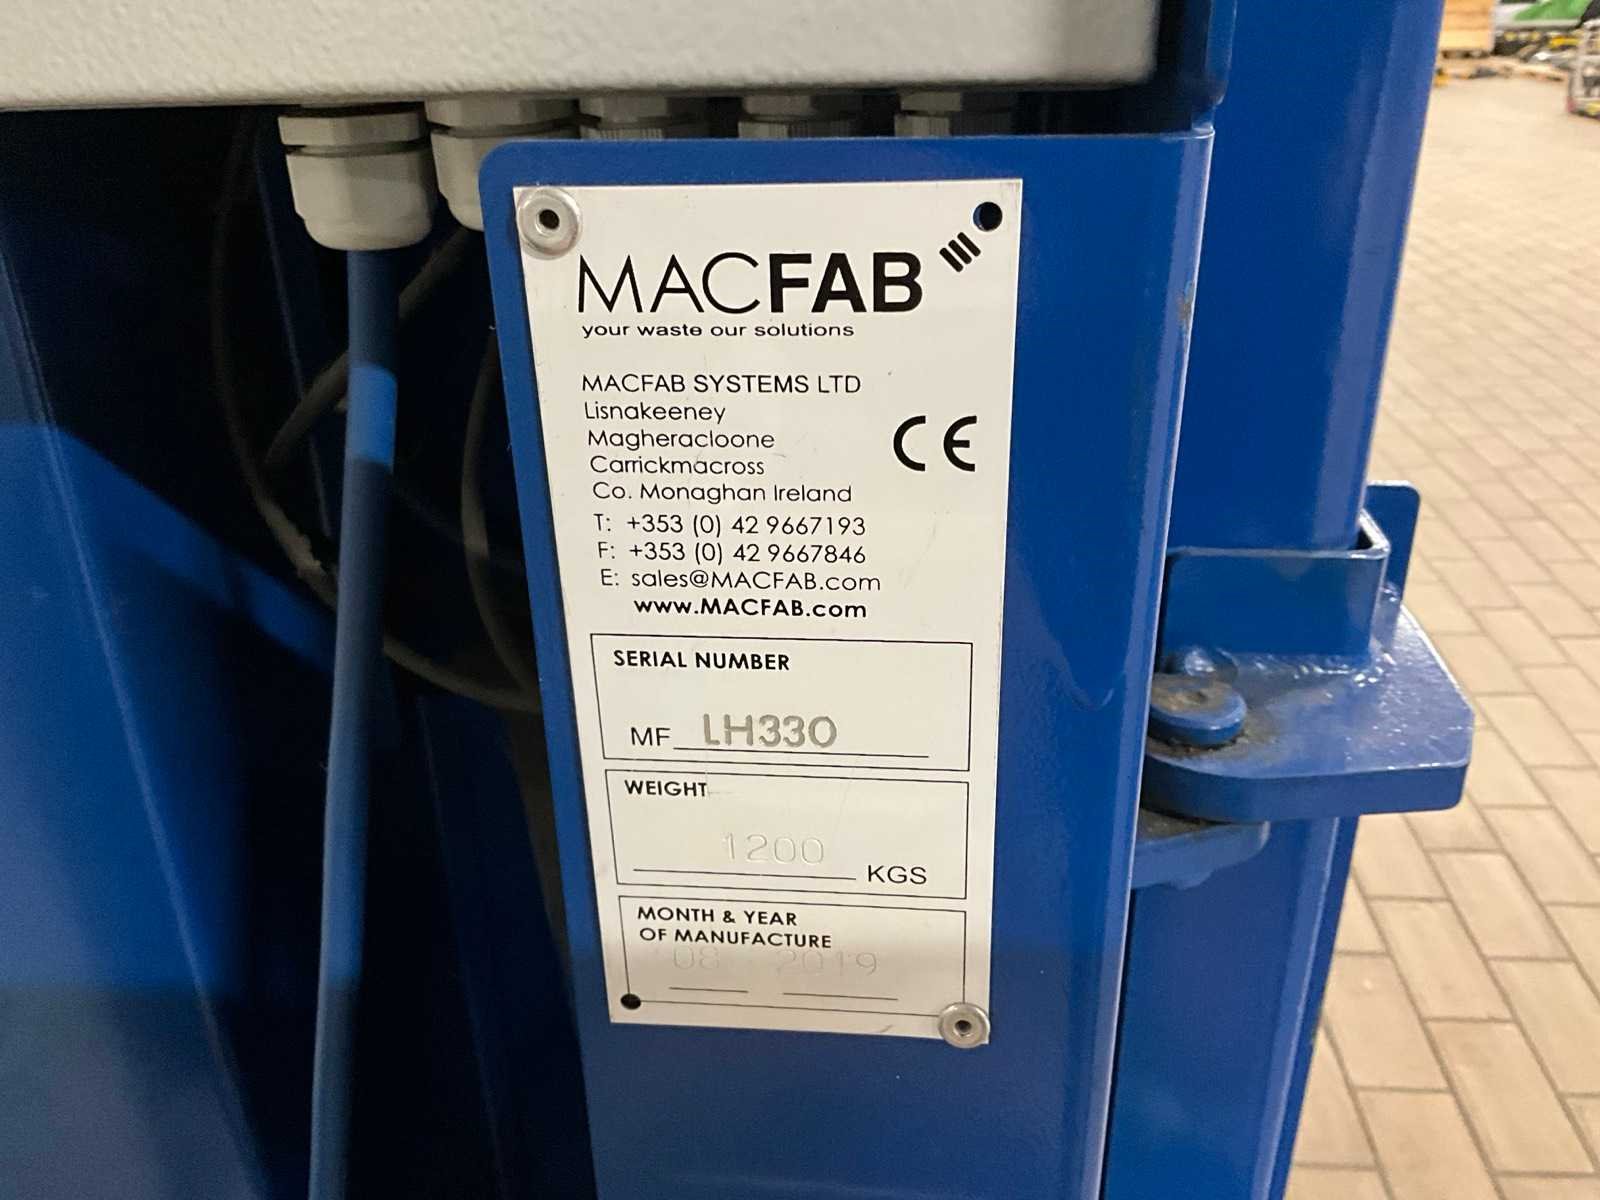 MACFAB
your waste our solutions
MACFAB SYSTEMS LTD
Lisnakeeney
Magheracloone
Carrickmacross
Co. Monaghan Ireland
T: +353 (0) 42 9667193
F: +353 (0) 42 9667846
E: sales@MACFAB.com
www.MACFAB.com
CE
SERIAL NUMBER
MF LH330
WEIGHT
1200 KGS
MONTH & YEAR
OF MANUFACTURE
08 2019